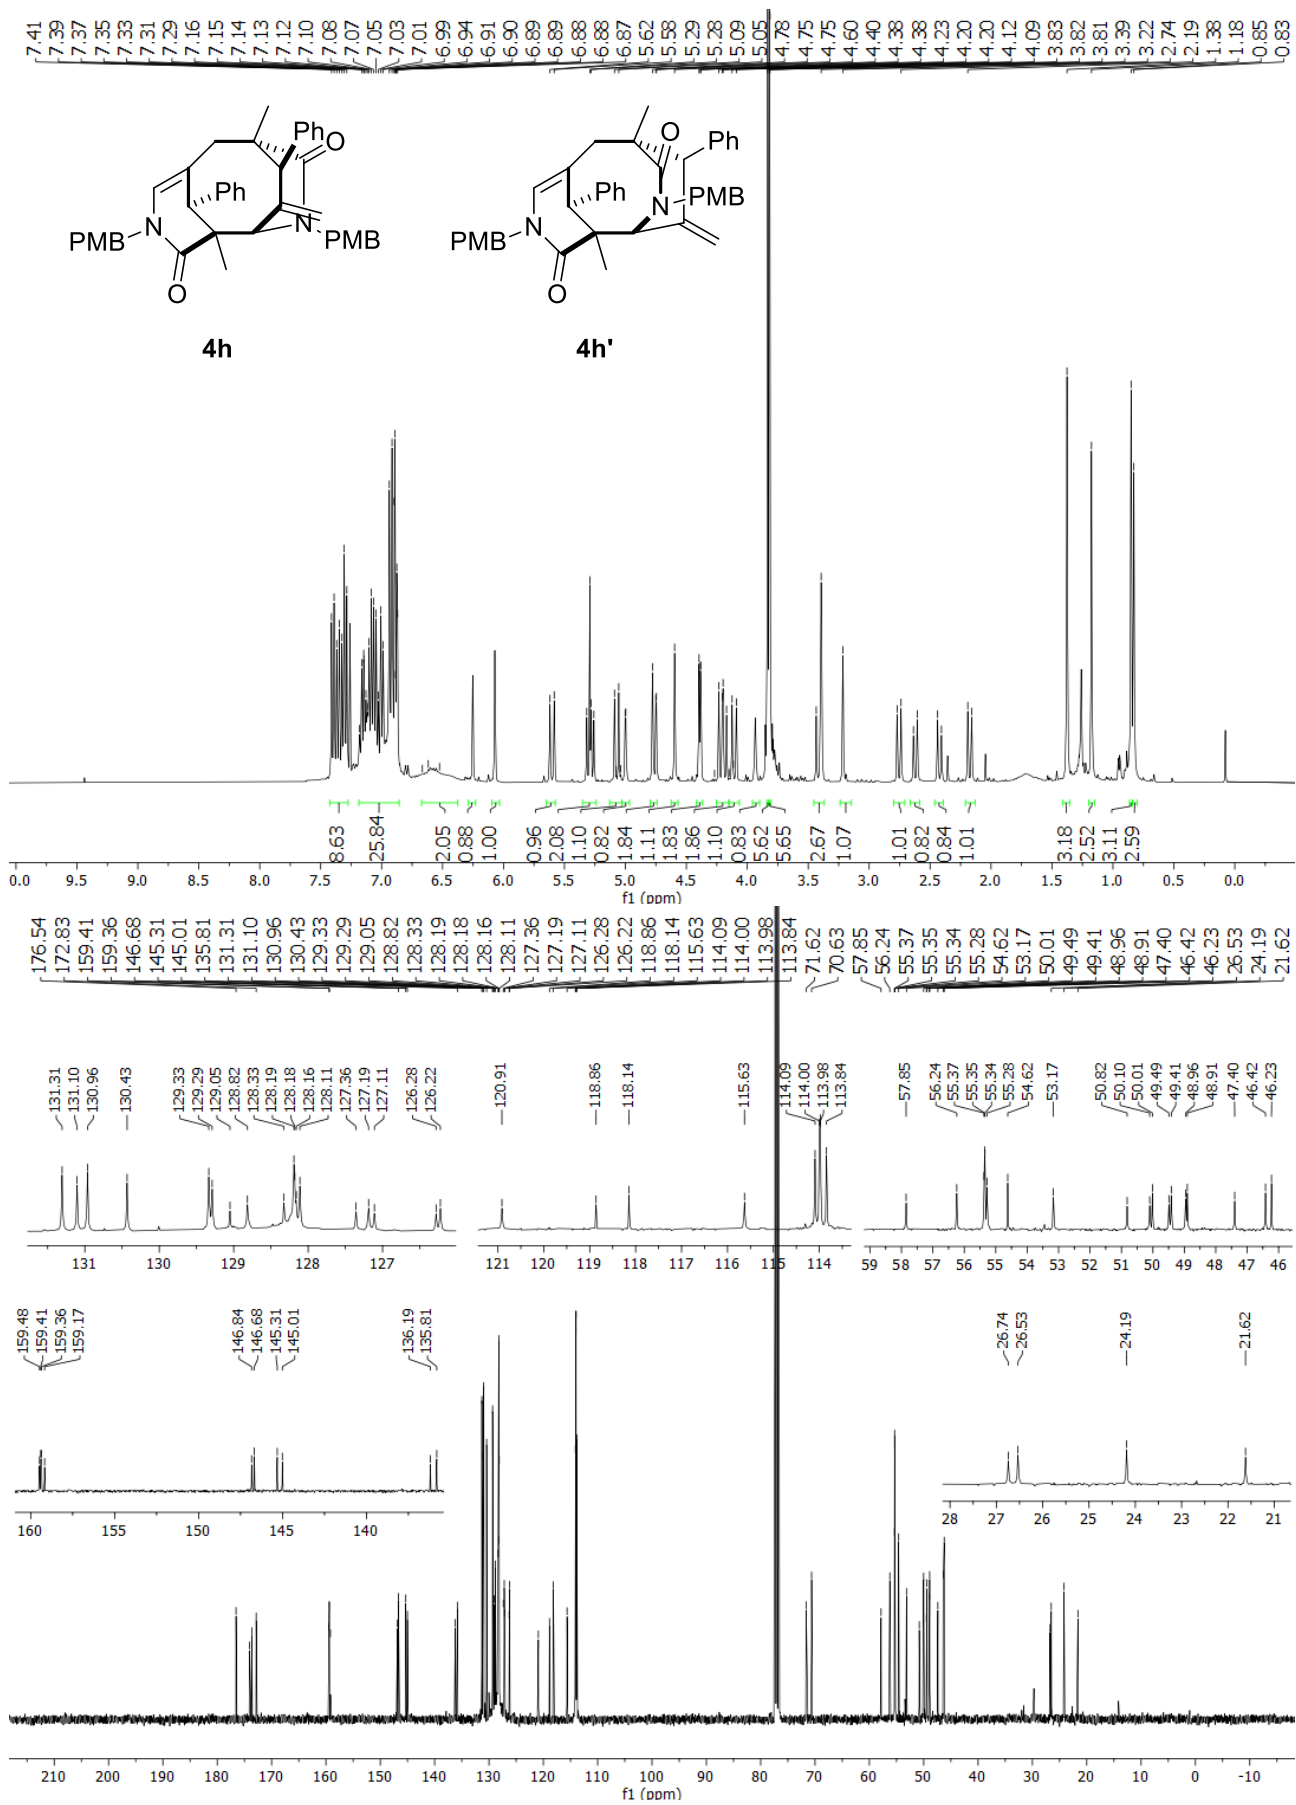 7.41 7.39 7.37 7.35 7.33 7.31 7.29 7.16 7.15 7.14 7.13 7.12 7.10 7.08 7.07 7.05 7.03 7.01 6.99 6.94 6.91 6.90 6.89 6.89 6.88 6.88 6.87 5.62 5.58 5.29 5.28 5.09 5.05 4.78 4.75 4.75 4.60 4.40 4.38 4.38 4.23 4.20 4.20 4.12 4.09 3.83 3.82 3.81 3.39 3.22 2.74 2.19 1.38 1.18 0.85 0.83
Ph O
Ph
N
PMB
N PMB
O
4h
O
Ph
Ph
N PMB
N
PMB
O
4h'
8.63 25.84 2.05 0.88 1.00 0.96 2.08 1.10 0.82 1.84 1.11 1.83 1.86 1.10 0.83 5.62 5.65 2.67 1.07 1.01 0.82 0.84 1.01 3.18 2.52 3.11 2.59
0.0 9.5 9.0 8.5 8.0 7.5 7.0 6.5 6.0 5.5 5.0 4.5 4.0 3.5 3.0 2.5 2.0 1.5 1.0 0.5 0.0
f1 (ppm)
176.54 172.83 159.41 159.36 146.68 145.31 145.01 135.81 131.31 131.10 130.96 130.43 129.33 129.29 129.05 128.82 128.33 128.19 128.18 128.16 128.11 127.36 127.19 127.11 126.28 126.22 118.86 118.14 115.63 114.09 114.00 113.98 113.84 71.62 70.63 57.85 56.24 55.37 55.35 55.34 55.28 54.62 53.17 50.01 49.49 49.41 48.96 48.91 47.40 46.42 46.23 26.53 24.19 21.62
131.31 131.10 130.96 130.43 129.33 129.29 129.05 128.82 128.33 128.19 128.18 128.16 128.11 127.36 127.19 127.11 126.28 126.22
131 130 129 128 127
120.91 118.86 118.14 115.63 114.09 114.00 113.98 113.84
121 120 119 118 117 116 115 114
57.85 56.24 55.37 55.35 55.34 55.28 54.62 53.17 50.82 50.10 50.01 49.49 49.41 48.96 48.91 47.40 46.42 46.23
59 58 57 56 55 54 53 52 51 50 49 48 47 46
159.48 159.41 159.36 159.17 146.84 146.68 145.31 145.01 136.19 135.81
160 155 150 145 140
26.74 26.53 24.19 21.62
28 27 26 25 24 23 22 21
210 200 190 180 170 160 150 140 130 120 110 100 90 80 70 60 50 40 30 20 10 0 -10
f1 (ppm)